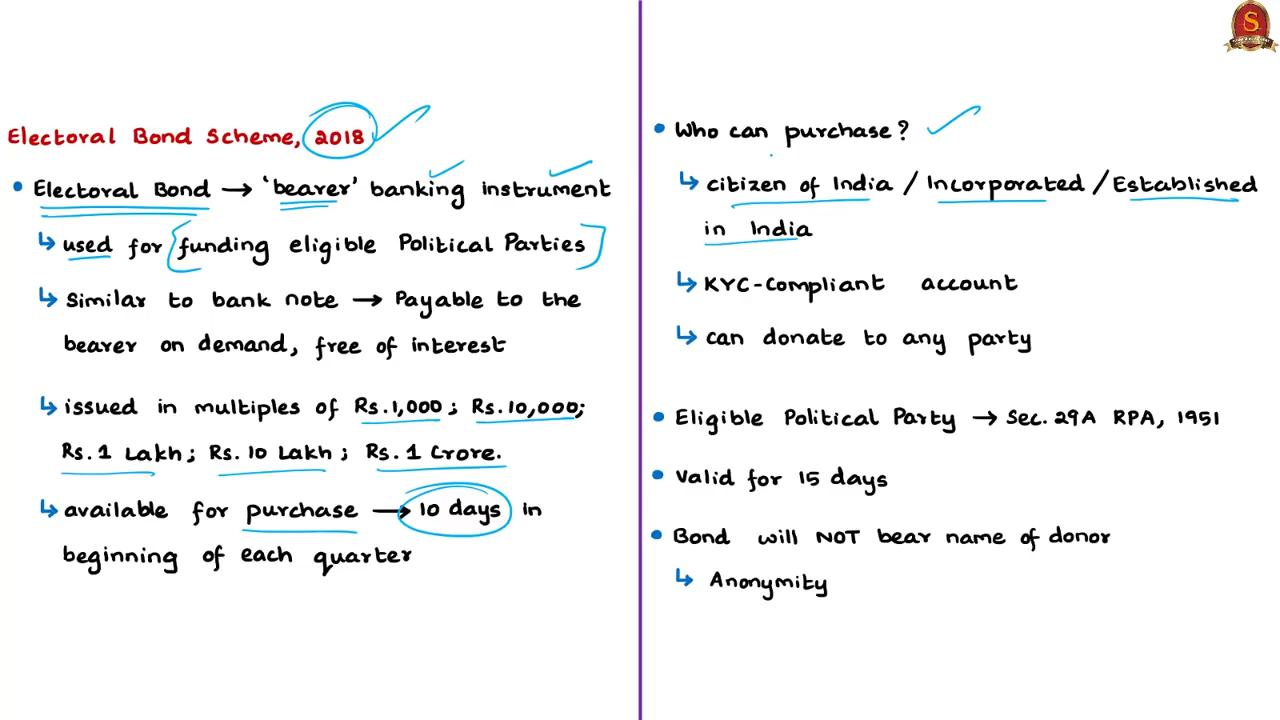 Electoral Bond Scheme, 2018
• Electoral Bond → 'bearer' banking instrument
↳ used for funding eligible Political Parties
↳ Similar to bank note → Payable to the
bearer on demand, free of interest
↳ issued in multiples of Rs.1,000; Rs.10,000;
Rs.1 Lakh; Rs.10 Lakh; Rs.1 Crore.
↳ available for purchase → 10 days in
beginning of each quarter
• Who can purchase?
↳ citizen of India / Incorporated / Established
in India
↳ KYC-Compliant account
↳ can donate to any party
• Eligible Political Party → Sec.29A RPA, 1951
• Valid for 15 days
• Bond will NOT bear name of donor
↳ Anonymity
S